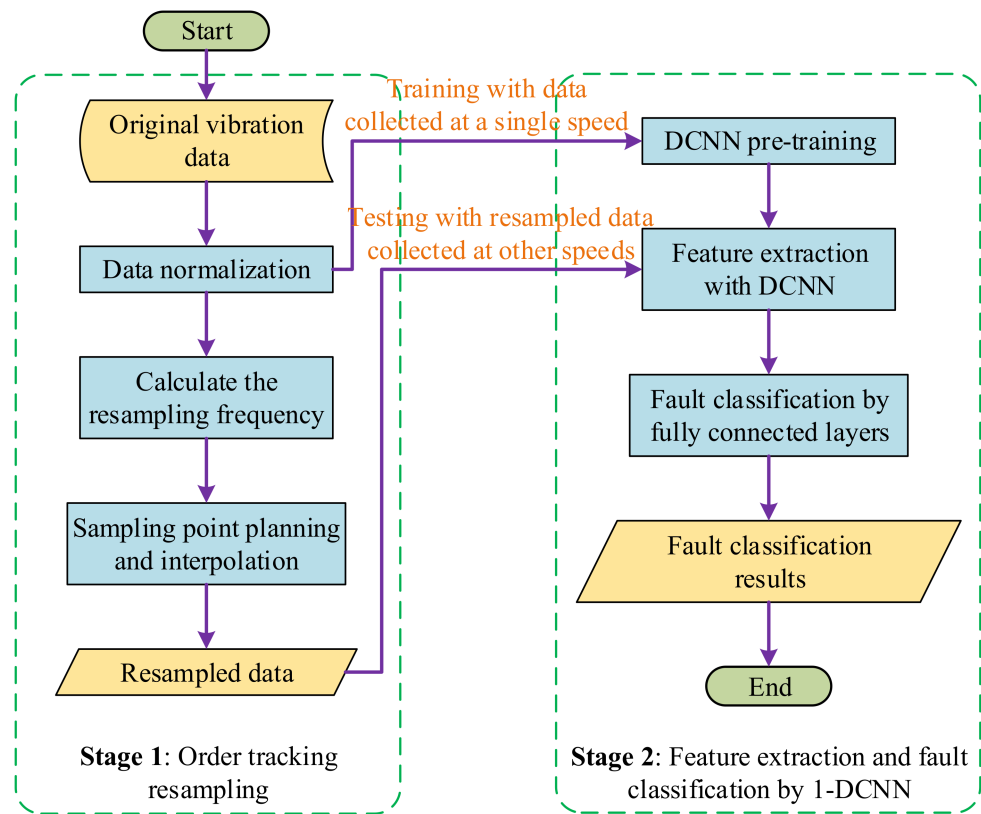 Start
Original vibration
data
Data normalization
Calculate the
resampling frequency
Sampling point planning
and interpolation
Resampled data
Stage 1: Order tracking
resampling
Training with data
collected at a single speed
Testing with resampled data
collected at other speeds
DCNN pre-training
Feature extraction
with DCNN
Fault classification by
fully connected layers
Fault classification
results
End
Stage 2: Feature extraction and fault
classification by 1-DCNN